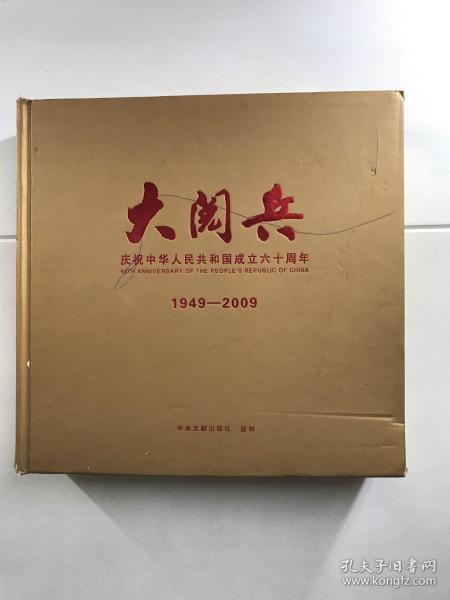 大阅兵
庆祝中华人民共和国成立六十周年
60TH ANNIVERSARY OF THE PEOPLE'S REPUBLIC OF CHINA
1949—2009
中央文献出版社 监制
孔夫子旧书网
www.kongfz.com